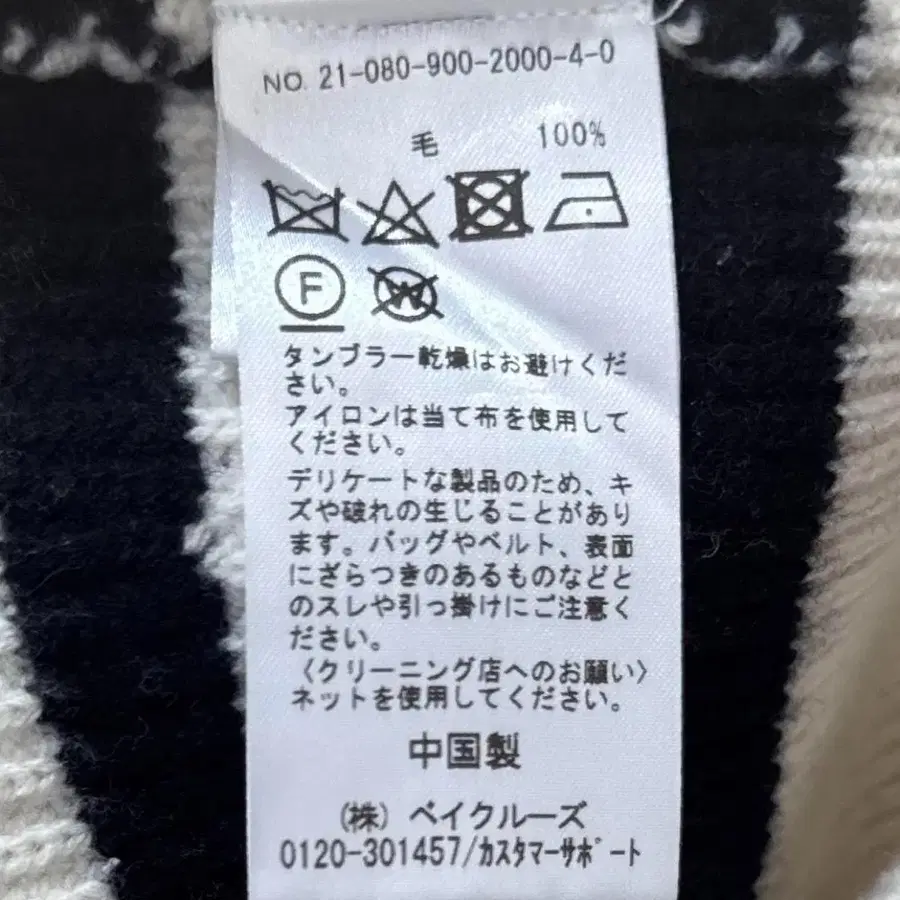 NO. 21-080-900-2000-4-0
毛 100%
F
W
タンブラー乾燥はお避けくだ
さい。
アイロンは当て布を使用して
ください。
デリケートな製品のため、キ
ズや破れの生じることがあり
ます。バッグやベルト、表面
にざらつきのあるものなどと
のスレや引っ掛けにご注意く
ださい。
〈クリーニング店へのお願い〉
ネットを使用してください。
中国製
(株) ベイクルーズ
0120-301457/ｶｽﾀﾏｰｻﾎﾟｰﾄ